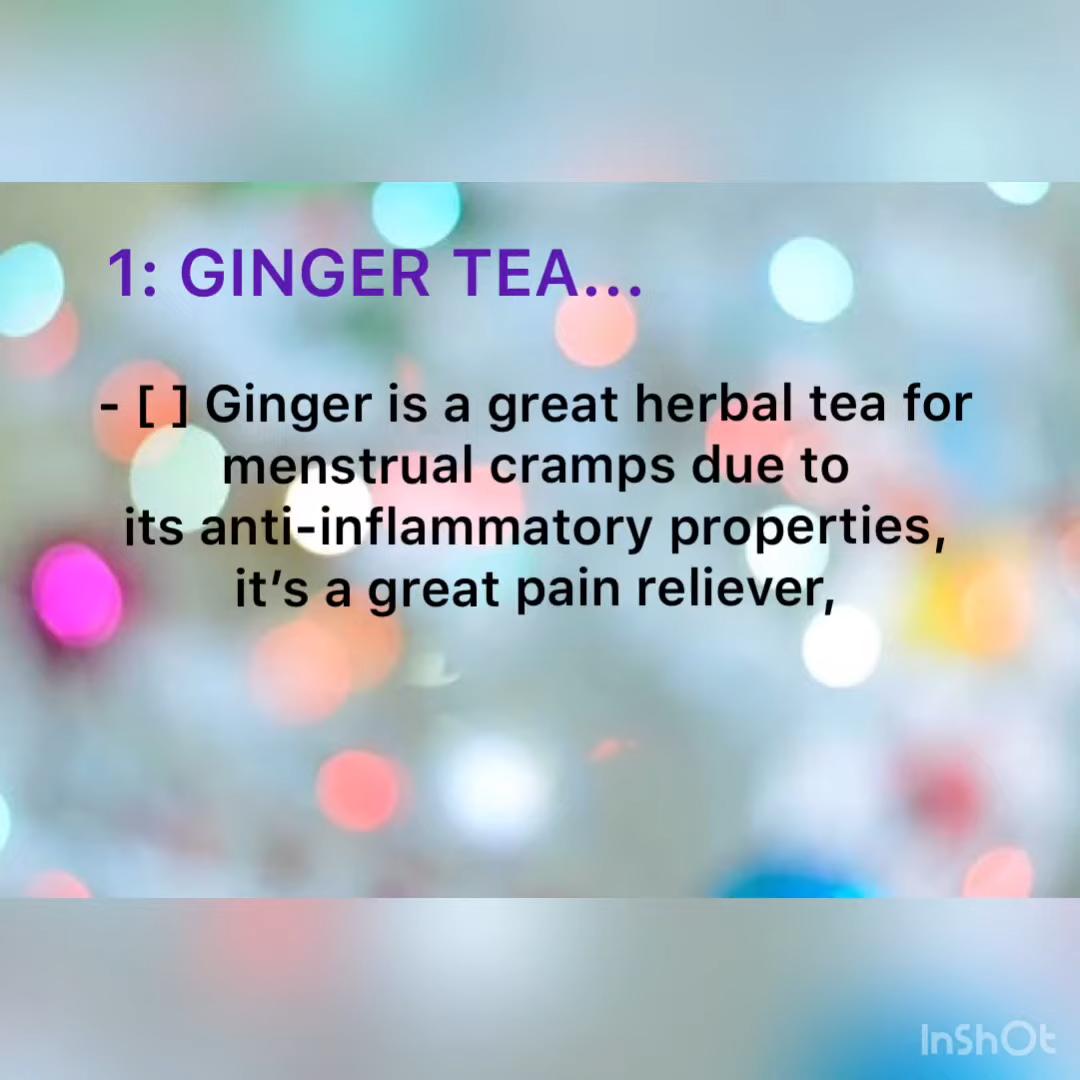 1: GINGER TEA...
- [ ] Ginger is a great herbal tea for
menstrual cramps due to
its anti-inflammatory properties,
it’s a great pain reliever,
InShOt